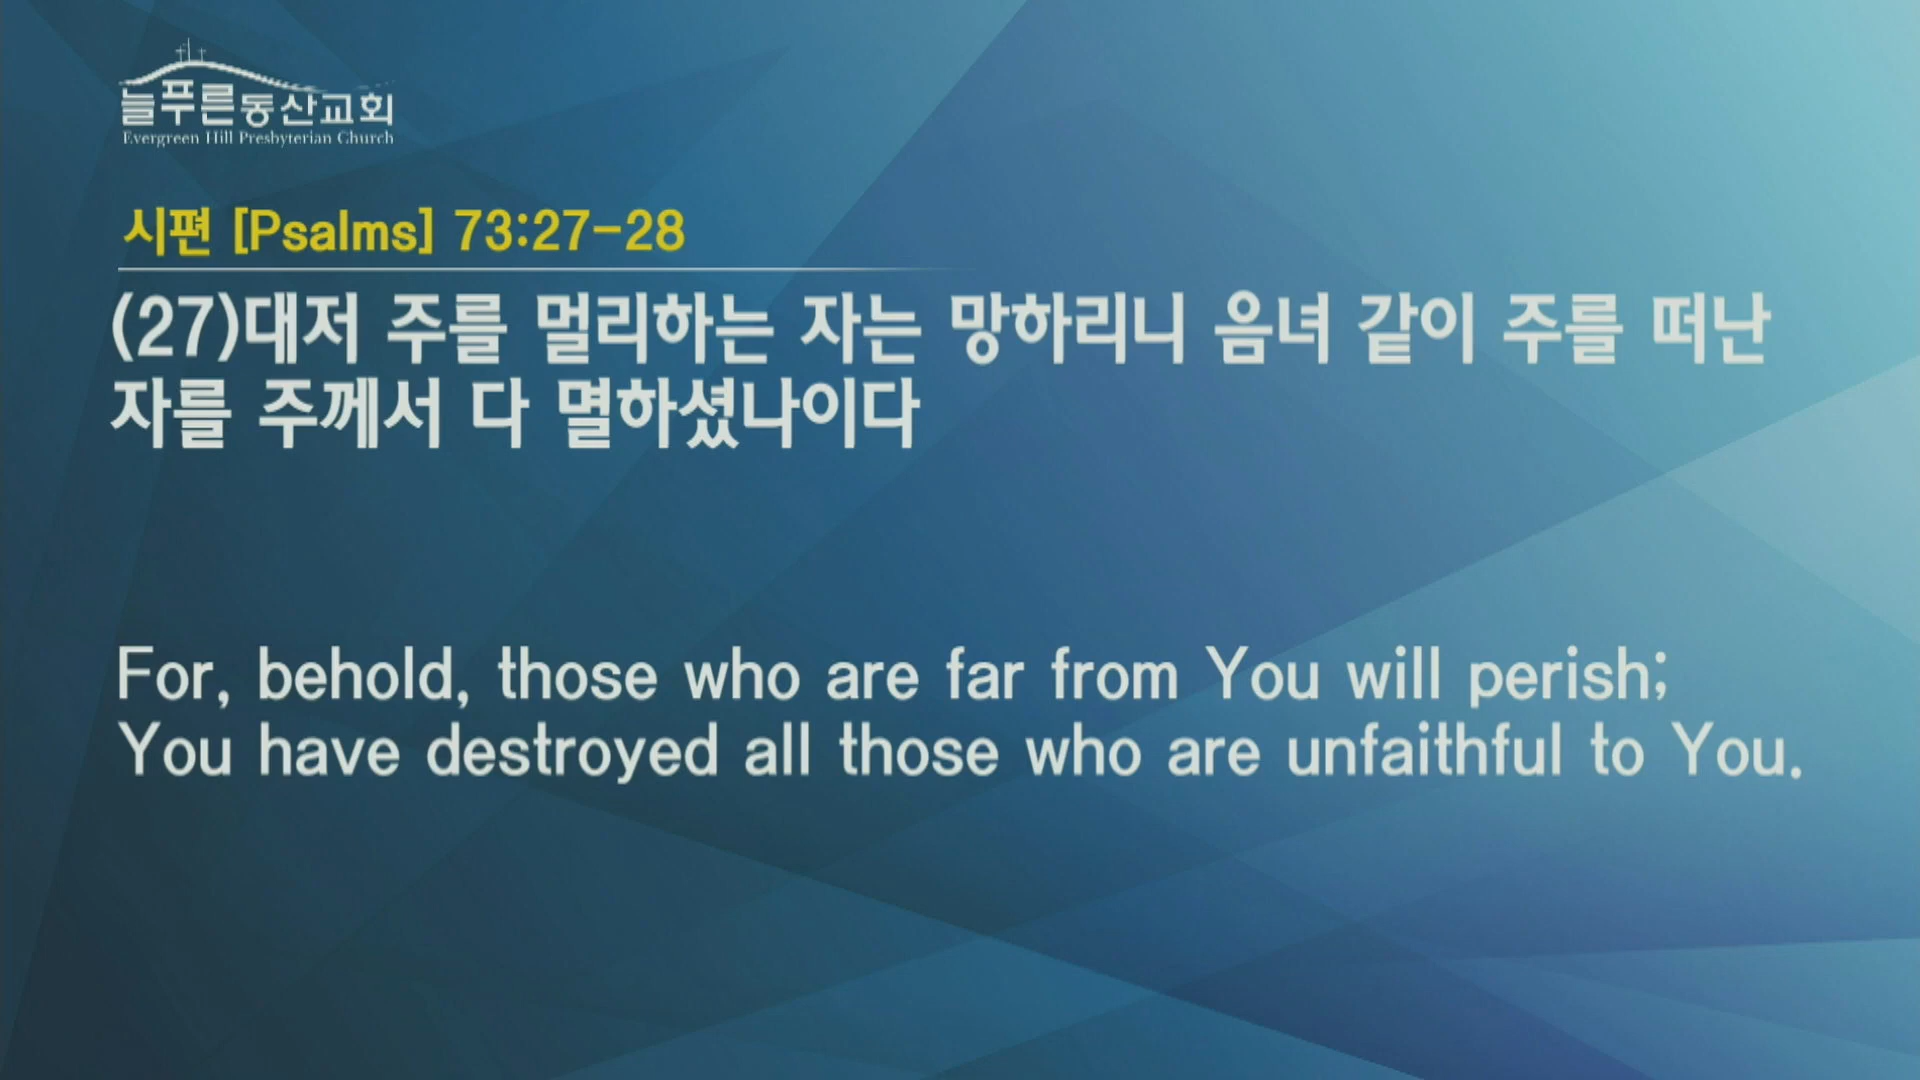 늘푸른동산교회
Evergreen Hill Presbyterian Church
시편 [Psalms] 73:27-28
(27)대저 주를 멀리하는 자는 망하리니 음녀 같이 주를 떠난
자를 주께서 다 멸하셨나이다
For, behold, those who are far from You will perish;
You have destroyed all those who are unfaithful to You.